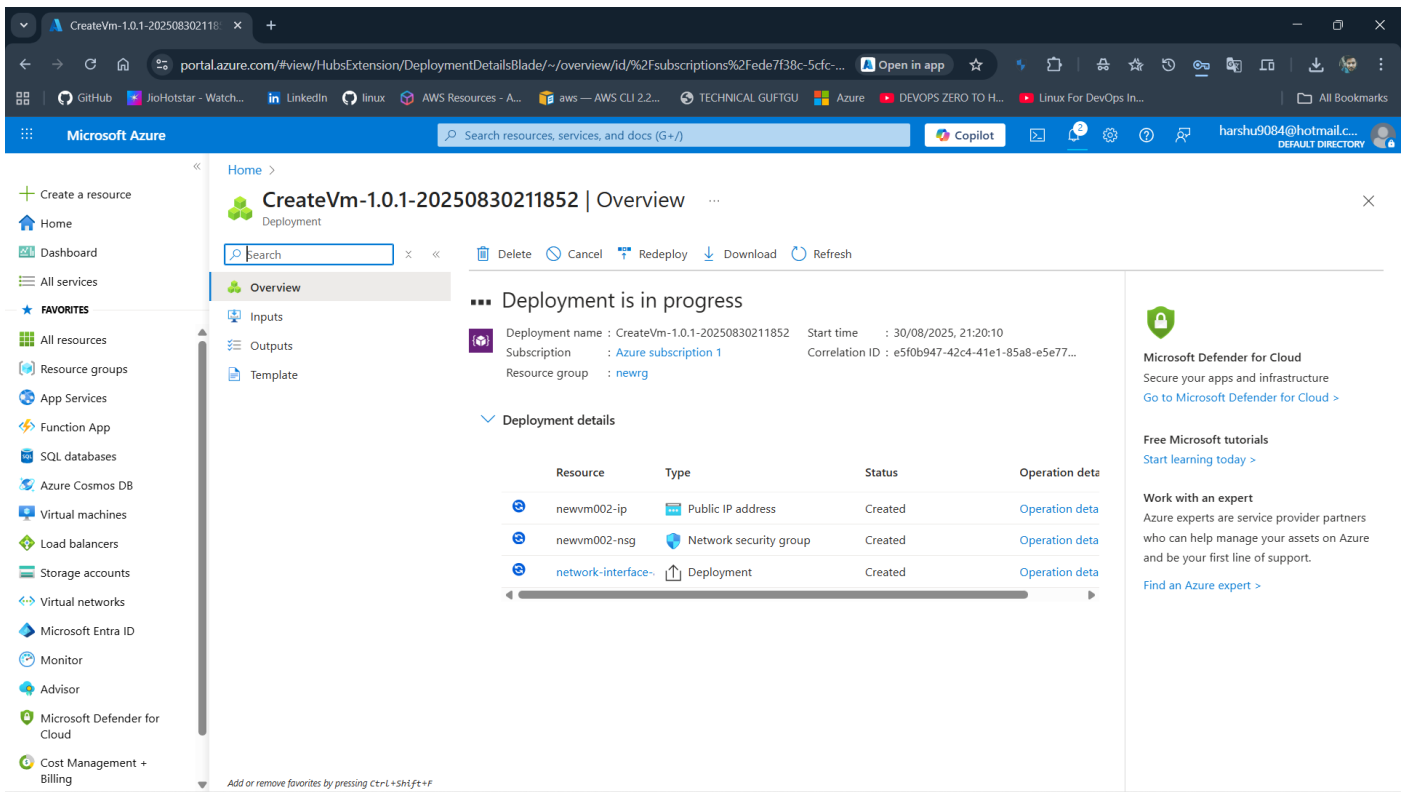 CreateVm-1.0.1-2025083021185
portal.azure.com/#view/HubsExtension/DeploymentDetailsBlade/~/overview/id/%2Fsubscriptions%2Fede7f38c-5cfc-...
Open in app
GitHub
JioHotstar - Watch...
LinkedIn
linux
AWS Resources - A...
aws — AWS CLI 2.2...
TECHNICAL GUFTGU
Azure
DEVOPS ZERO TO H...
Linux For DevOps In...
All Bookmarks
Microsoft Azure
Search resources, services, and docs (G+/)
Copilot
2
harshu9084@hotmail.c...
DEFAULT DIRECTORY
Create a resource
Home
Dashboard
All services
FAVORITES
All resources
Resource groups
App Services
Function App
SQL databases
Azure Cosmos DB
Virtual machines
Load balancers
Storage accounts
Virtual networks
Microsoft Entra ID
Monitor
Advisor
Microsoft Defender for
Cloud
Cost Management +
Billing
Home >
CreateVm-1.0.1-20250830211852 | Overview ...
Deployment
Search
Overview
Inputs
Outputs
Template
Add or remove favorites by pressing Ctrl+Shift+F
Delete
Cancel
Redeploy
Download
Refresh
Deployment is in progress
Deployment name : CreateVm-1.0.1-20250830211852
Subscription : Azure subscription 1
Resource group : newrg
Start time : 30/08/2025, 21:20:10
Correlation ID : e5f0b947-42c4-41e1-85a8-e5e77...
Deployment details
Resource Type Status Operation deta
newvm002-ip Public IP address Created Operation deta
newvm002-nsg Network security group Created Operation deta
network-interface- Deployment Created Operation deta
Microsoft Defender for Cloud
Secure your apps and infrastructure
Go to Microsoft Defender for Cloud >
Free Microsoft tutorials
Start learning today >
Work with an expert
Azure experts are service provider partners
who can help manage your assets on Azure
and be your first line of support.
Find an Azure expert >